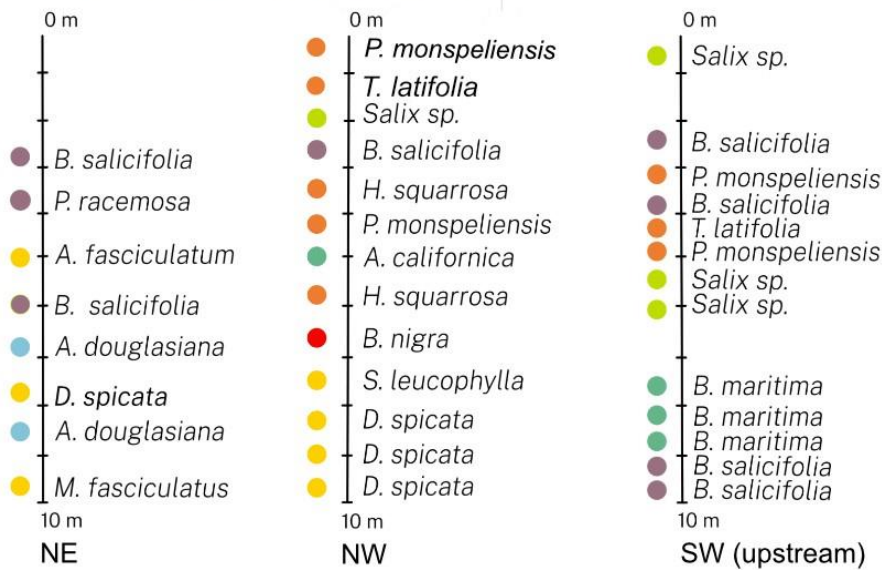 0 m
B. salicifolia
P. racemosa
A. fasciculatum
B. salicifolia
A. douglasiana
D. spicata
A. douglasiana
M. fasciculatus
10 m
NE
0 m
P. monspeliensis
T. latifolia
Salix sp.
B. salicifolia
H. squarrosa
P. monspeliensis
A. californica
H. squarrosa
B. nigra
S. leucophylla
D. spicata
D. spicata
D. spicata
10 m
NW
0 m
Salix sp.
B. salicifolia
P. monspeliensis
B. salicifolia
T. latifolia
P. monspeliensis
Salix sp.
Salix sp.
B. maritima
B. maritima
B. maritima
B. salicifolia
B. salicifolia
10 m
SW (upstream)